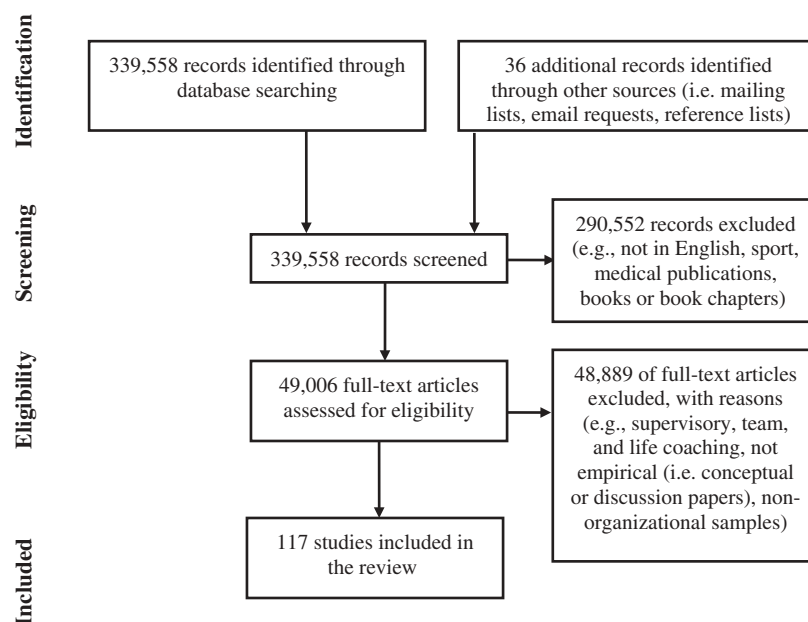 Identification
339,558 records identified through
database searching
36 additional records identified
through other sources (i.e. mailing
lists, email requests, reference lists)
Screening
339,558 records screened
290,552 records excluded
(e.g., not in English, sport,
medical publications,
books or book chapters)
Eligibility
49,006 full-text articles
assessed for eligibility
48,889 of full-text articles
excluded, with reasons
(e.g., supervisory, team,
and life coaching, not
empirical (i.e. conceptual
or discussion papers), non-
organizational samples)
Included
117 studies included in
the review